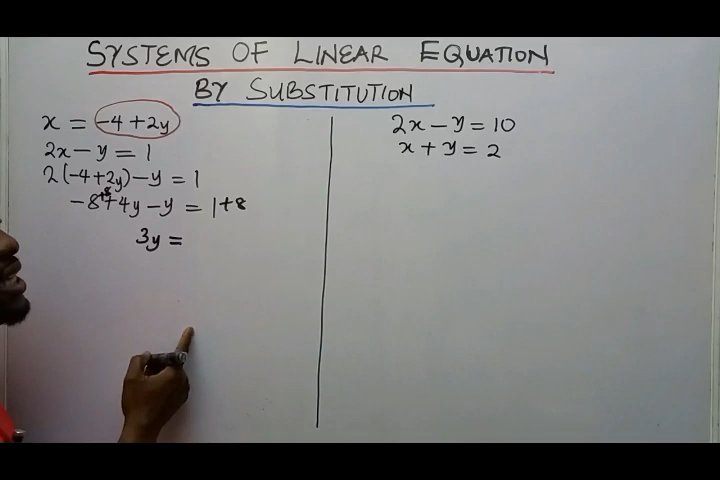 SYSTEMS OF LINEAR EQUATION
BY SUBSTITUTION
x = -4 + 2y
2x - y = 1
2(-4+2y) - y = 1
-8 +8 + 4y - y = 1 +8
3y =
2x - y = 10
x + y = 2